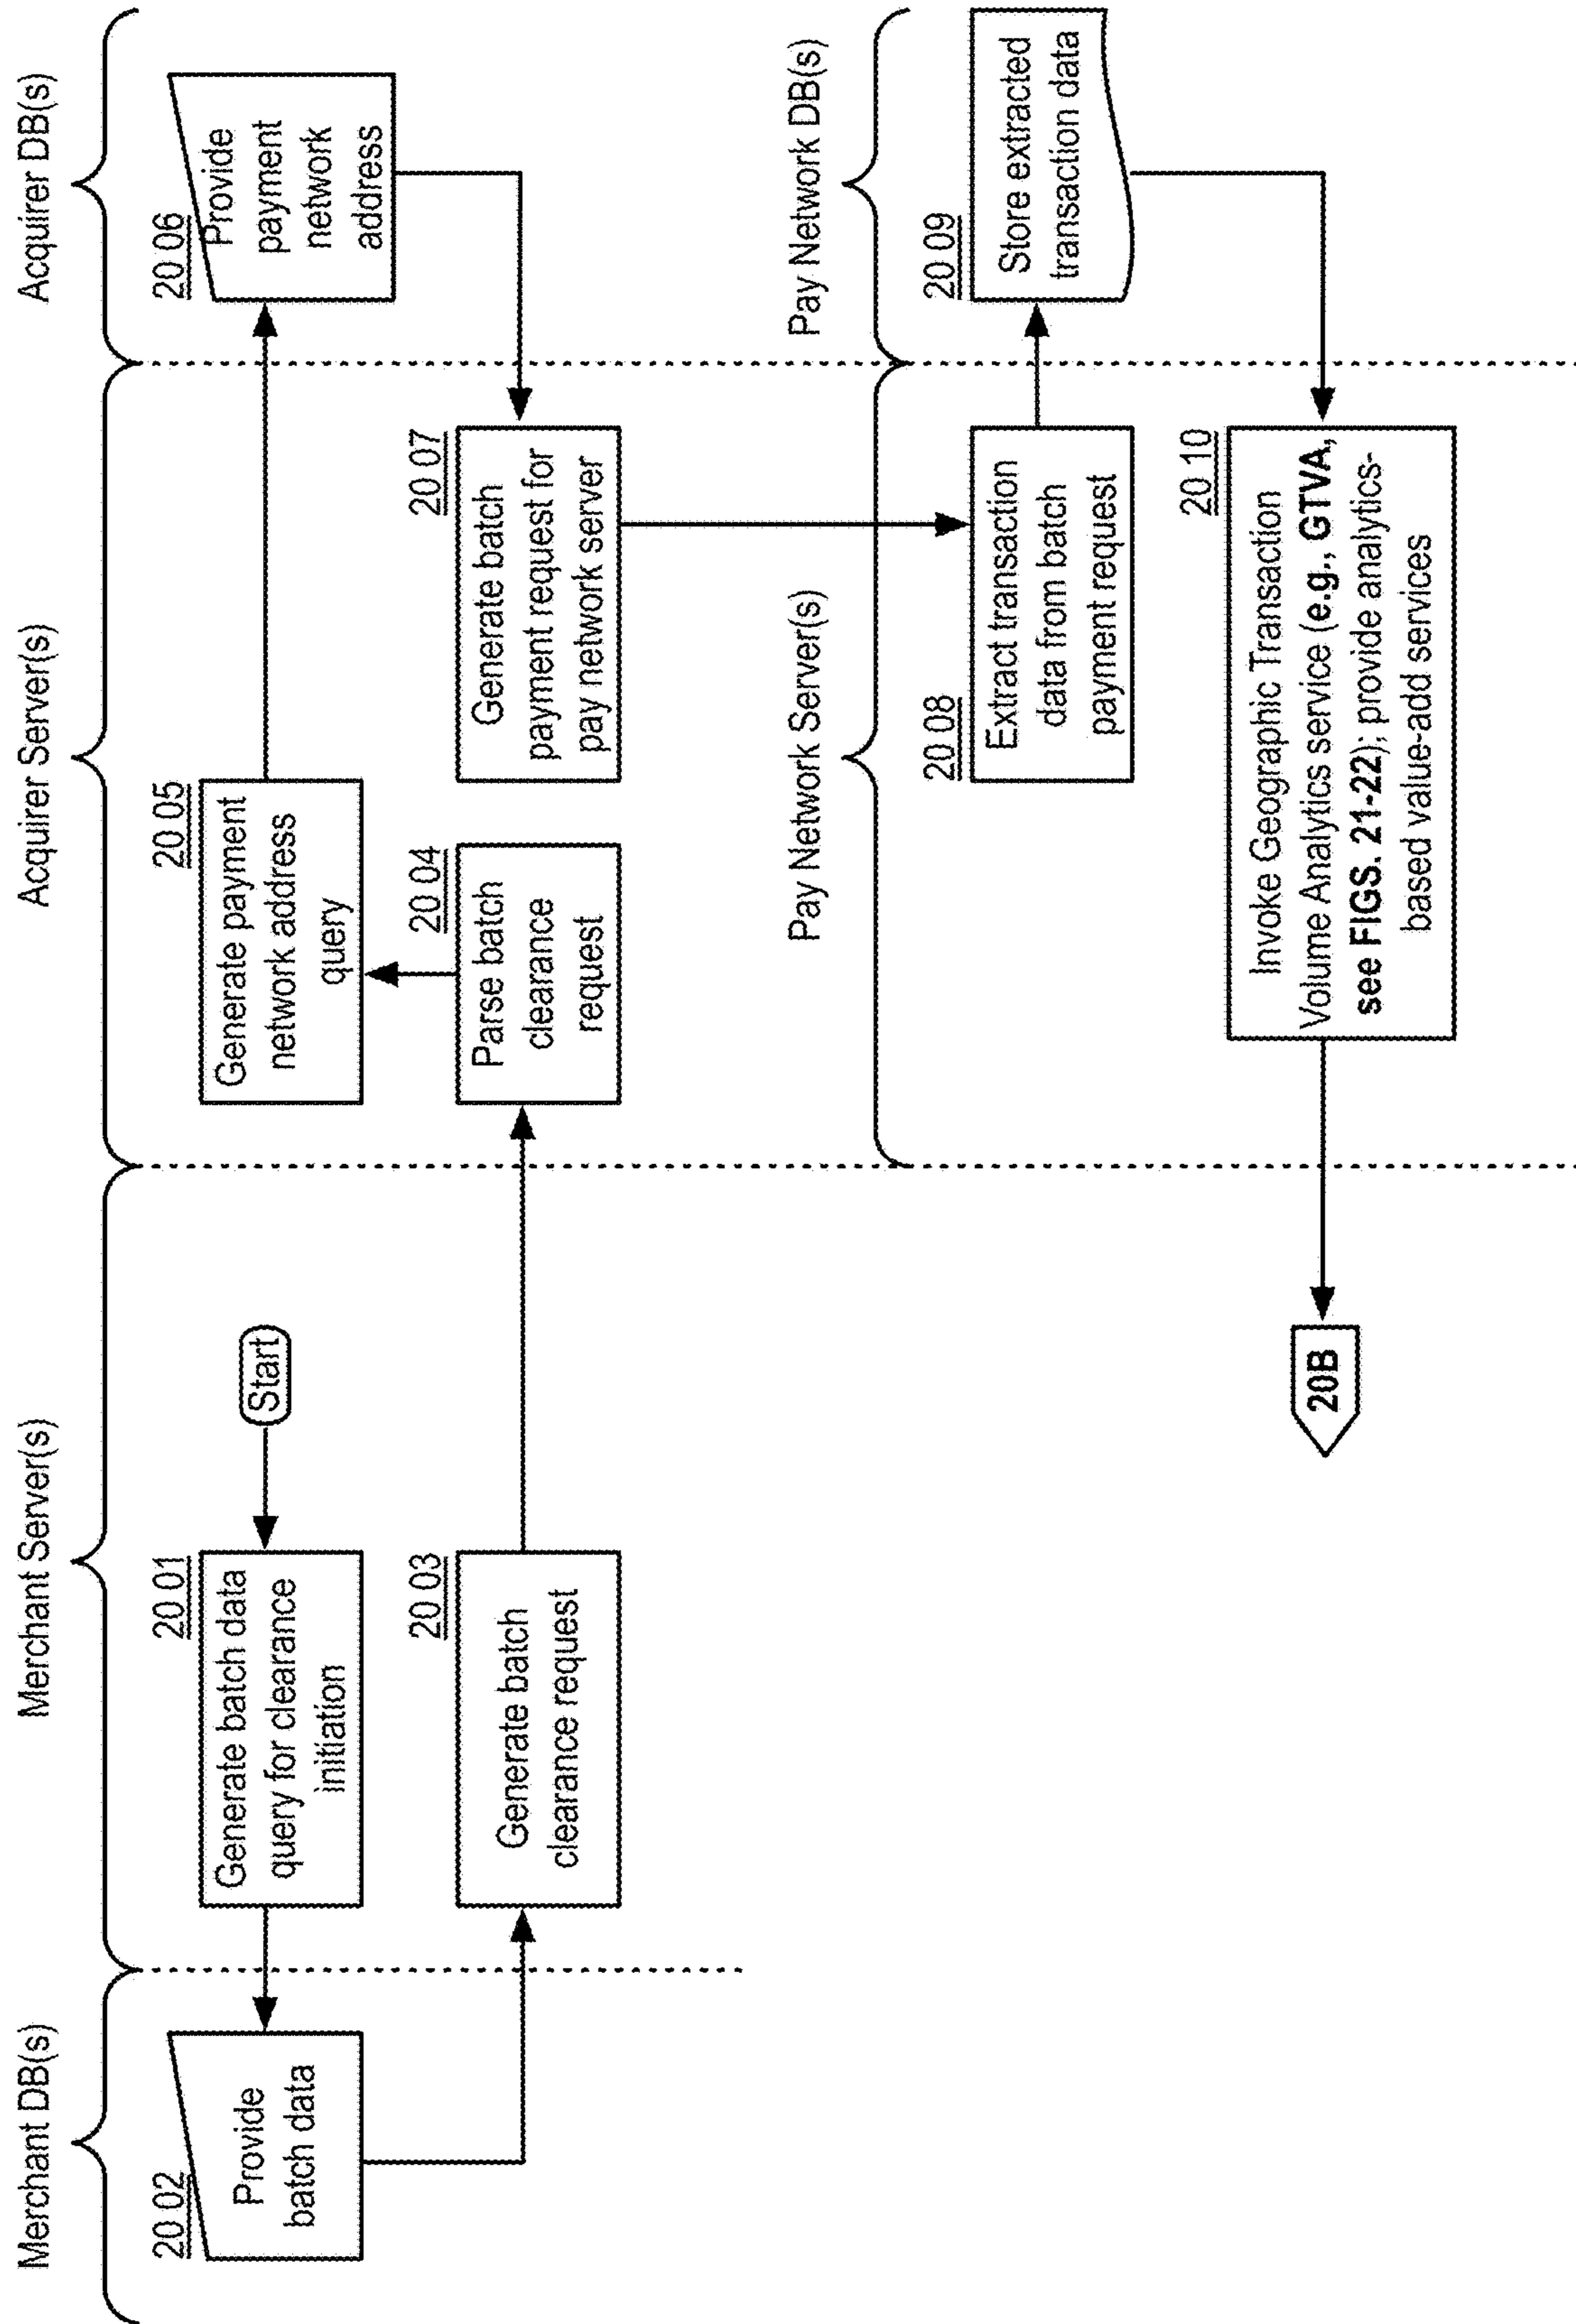 Merchant DB(s)
Merchant Server(s)
Acquirer Server(s)
Acquirer DB(s)
Start
20 01
Generate batch data
query for clearance
initiation
20 02
Provide
batch data
20 03
Generate batch
clearance request
20 04
Parse batch
clearance
request
20 05
Generate payment
network address
query
20 06
Provide
payment
network
address
20 07
Generate batch
payment request for
pay network server
Pay Network Server(s)
Pay Network DB(s)
20 08
Extract transaction
data from batch
payment request
20 09
Store extracted
transaction data
20 10
Invoke Geographic Transaction
Volume Analytics service (e.g., GTVA,
see FIGS. 21-22); provide analytics-
based value-add services
20B